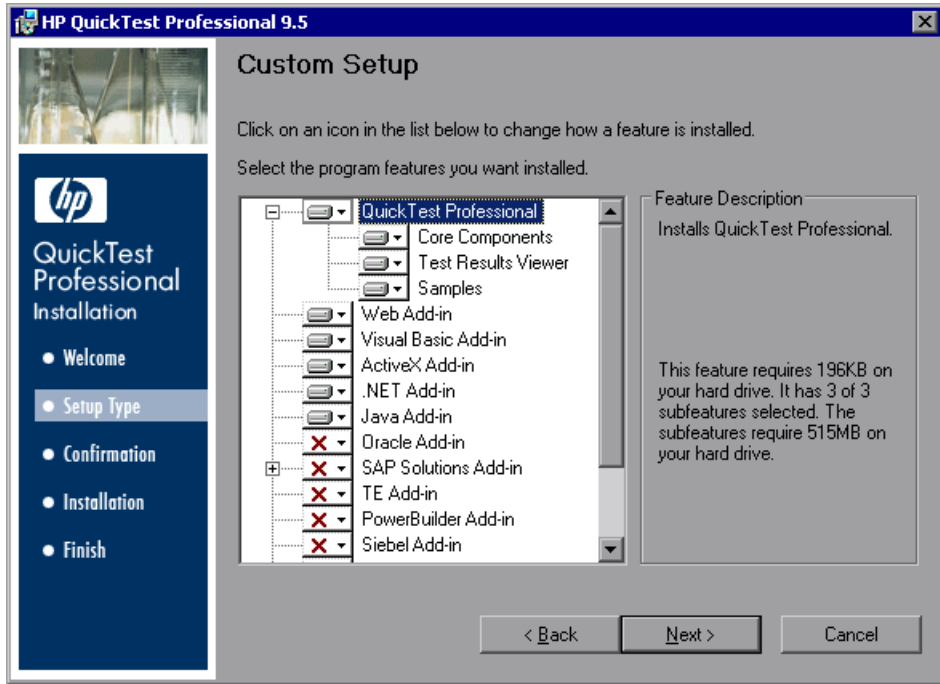 HP QuickTest Professional 9.5
hp
QuickTest
Professional
Installation
Welcome
Setup Type
Confirmation
Installation
Finish
Custom Setup
Click on an icon in the list below to change how a feature is installed.
Select the program features you want installed.
QuickTest Professional
Core Components
Test Results Viewer
Samples
Web Add-in
Visual Basic Add-in
ActiveX Add-in
.NET Add-in
Java Add-in
Oracle Add-in
SAP Solutions Add-in
TE Add-in
PowerBuilder Add-in
Siebel Add-in
Feature Description
Installs QuickTest Professional.
This feature requires 196KB on
your hard drive. It has 3 of 3
subfeatures selected. The
subfeatures require 515MB on
your hard drive.
< Back
Next >
Cancel